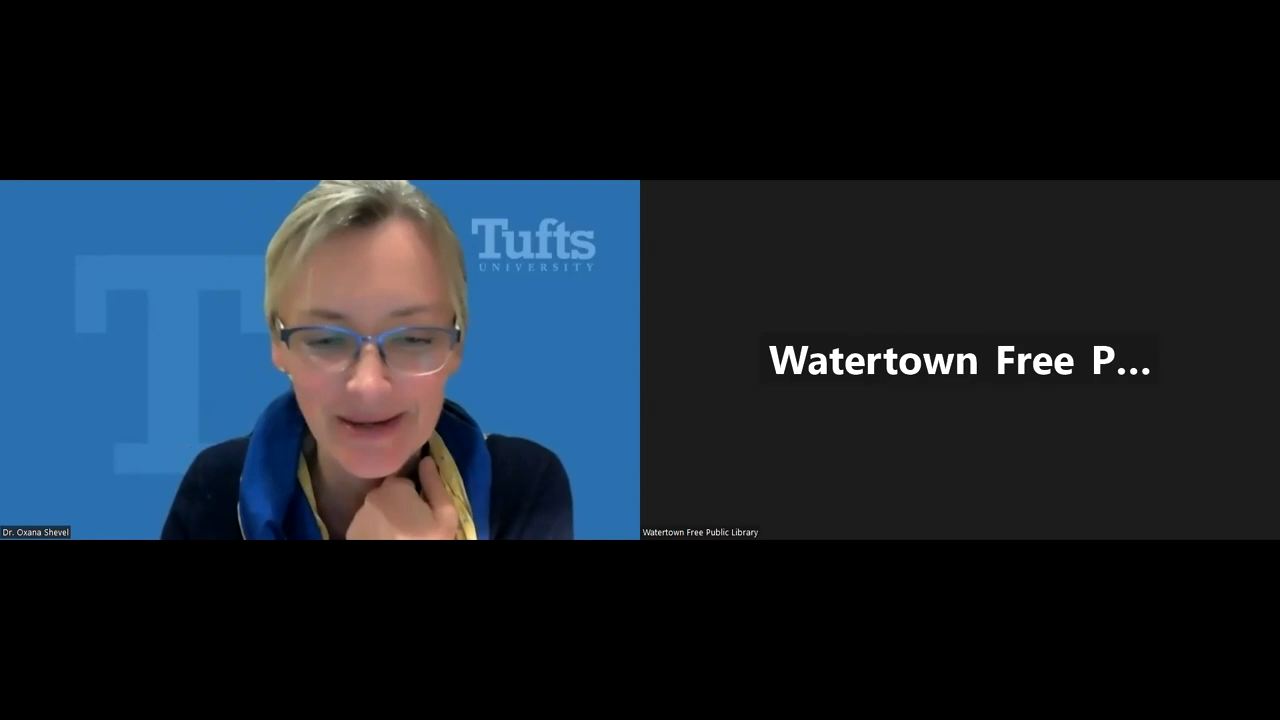 Tufts
UNIVERSITY
T
Watertown Free P...
Dr. Oxana Shevel
Watertown Free Public Library